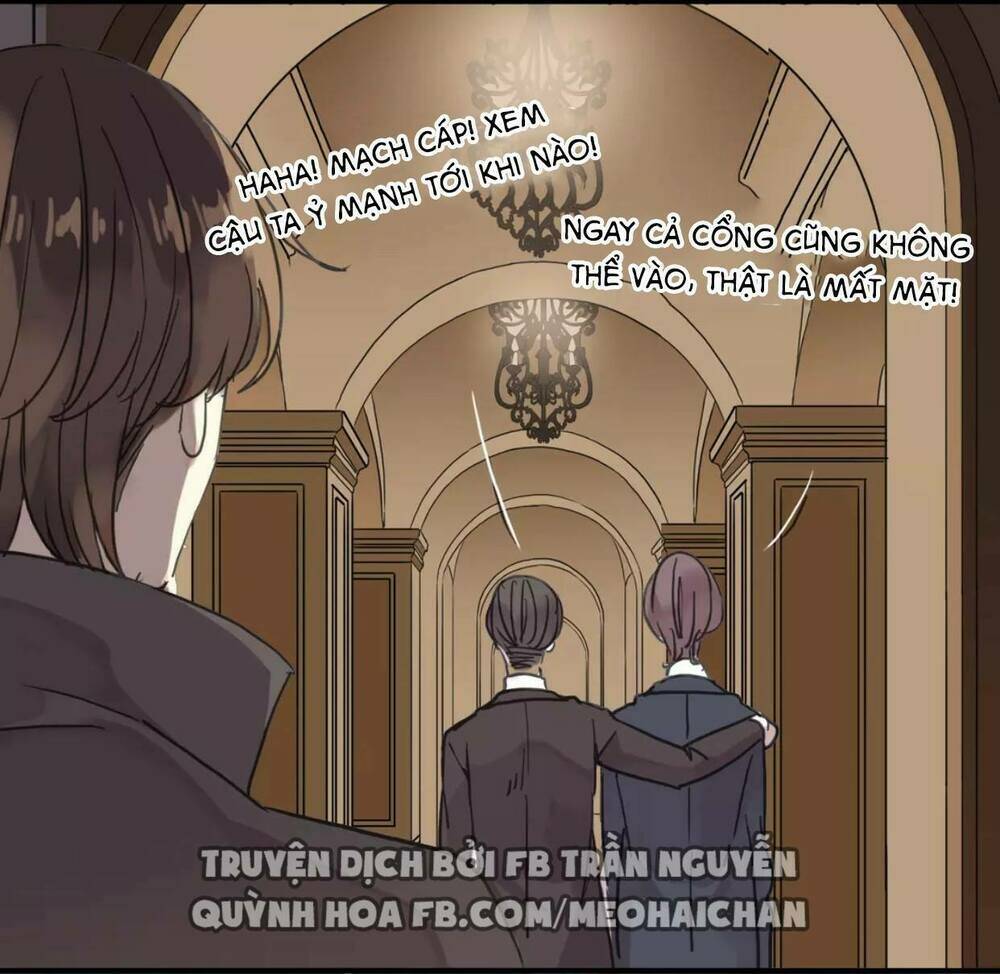 HAHA! MẠCH CÁP! XEM
CẬU TA Ỷ MẠNH TỚI KHI NÀO!
NGAY CẢ CỔNG CŨNG KHÔNG
THỂ VÀO, THẬT LÀ MẤT MẶT!
TRUYỆN DỊCH BỞI FB TRẦN NGUYỄN
QUỲNH HOA FB.COM/MEOHAICHAN